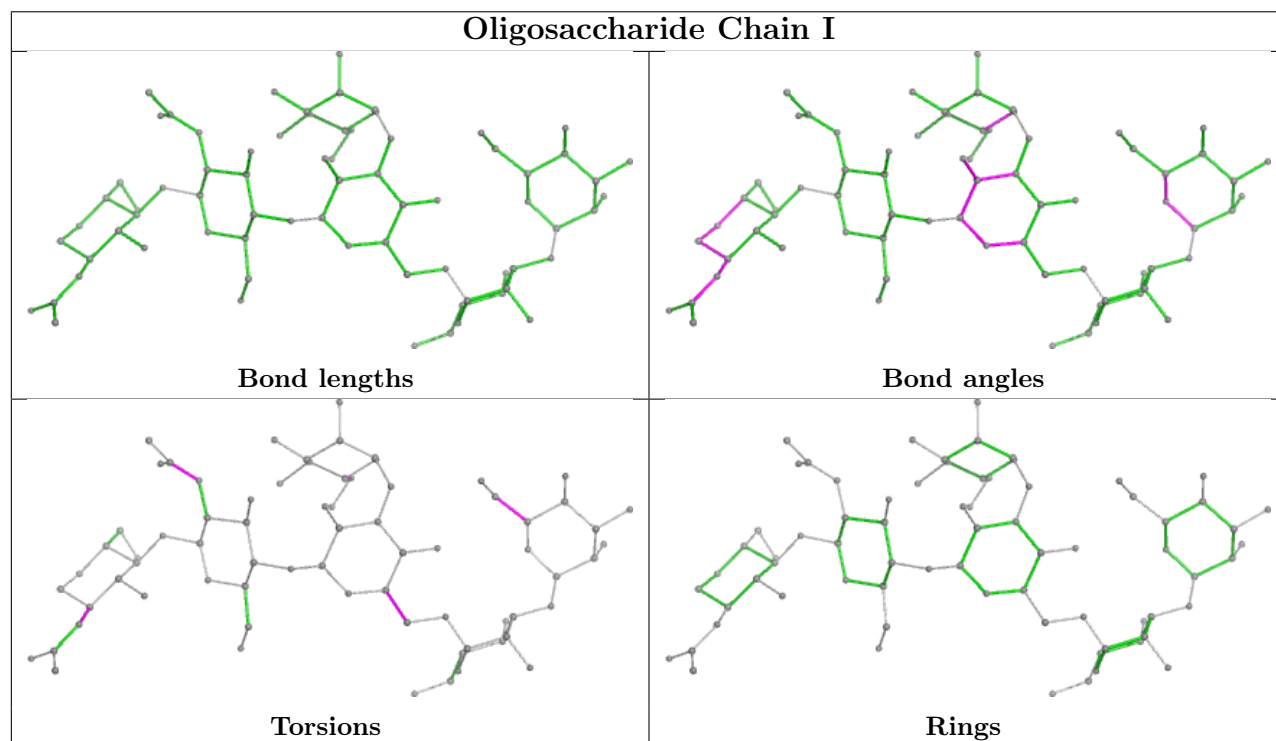 Oligosaccharide Chain I
Bond lengths
Bond angles
Torsions
Rings